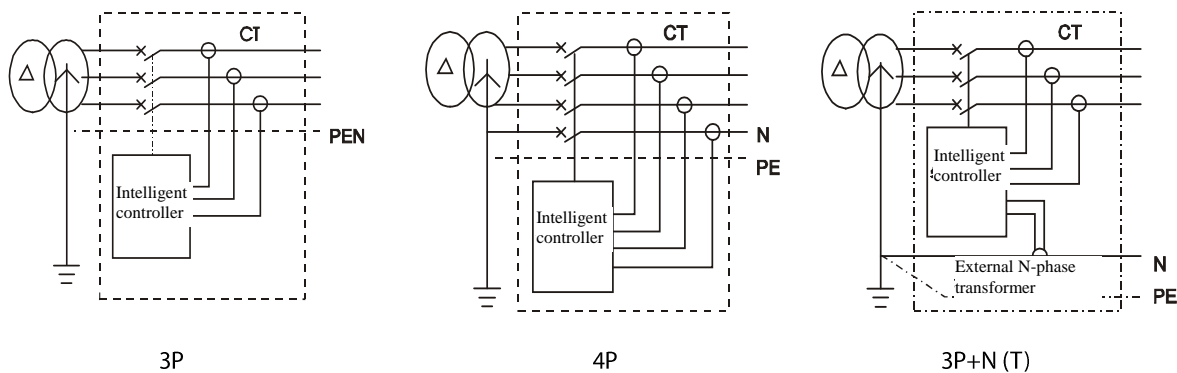 CT
PEN
Intelligent
controller
3P
CT
N
PE
Intelligent
controller
4P
CT
Intelligent
controller
External N-phase
transformer
N
PE
3P+N (T)